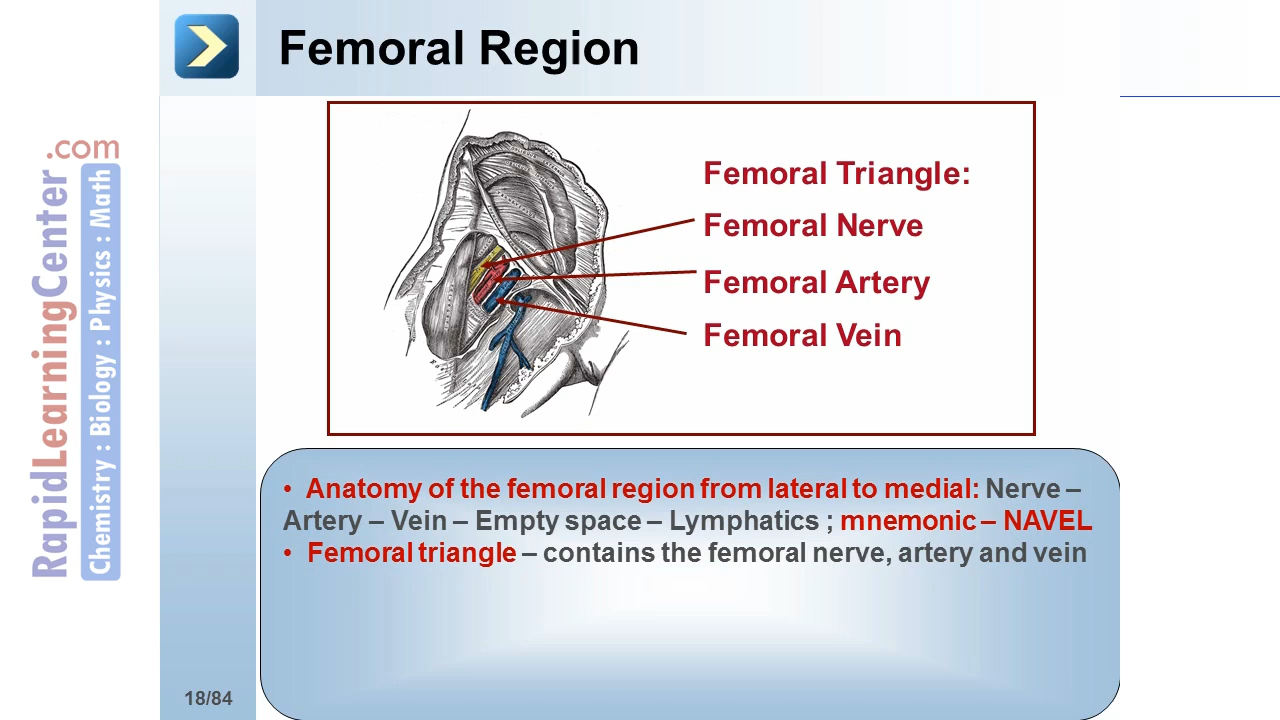 Femoral Region
RapidLearningCenter.com
Chemistry : Biology : Physics : Math
Femoral Triangle:
Femoral Nerve
Femoral Artery
Femoral Vein
• Anatomy of the femoral region from lateral to medial: Nerve –
Artery – Vein – Empty space – Lymphatics ; mnemonic – NAVEL
• Femoral triangle – contains the femoral nerve, artery and vein
18/84